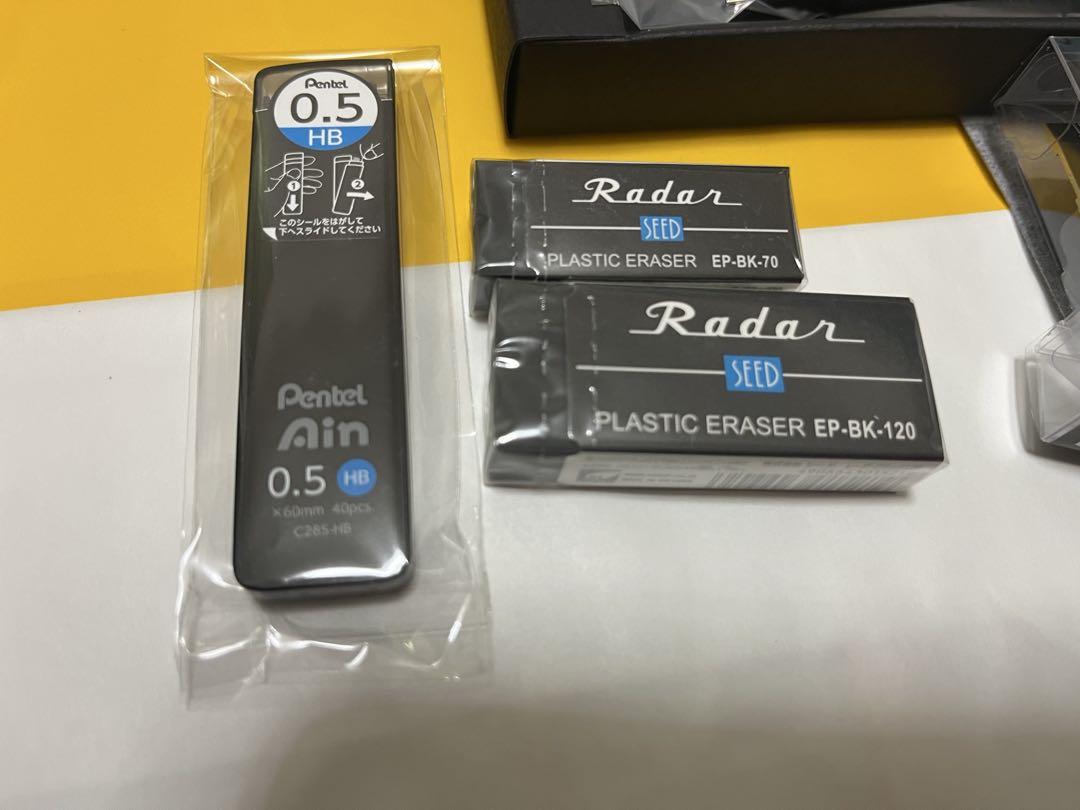 Pentel
0.5
HB
1
2
このシールをはがして
下へスライドしてください
Pentel
Ain
0.5 HB
×60mm 40pcs.
C285-HB
Radar
SEED
PLASTIC ERASER EP-BK-70
Radar
SEED
PLASTIC ERASER EP-BK-120